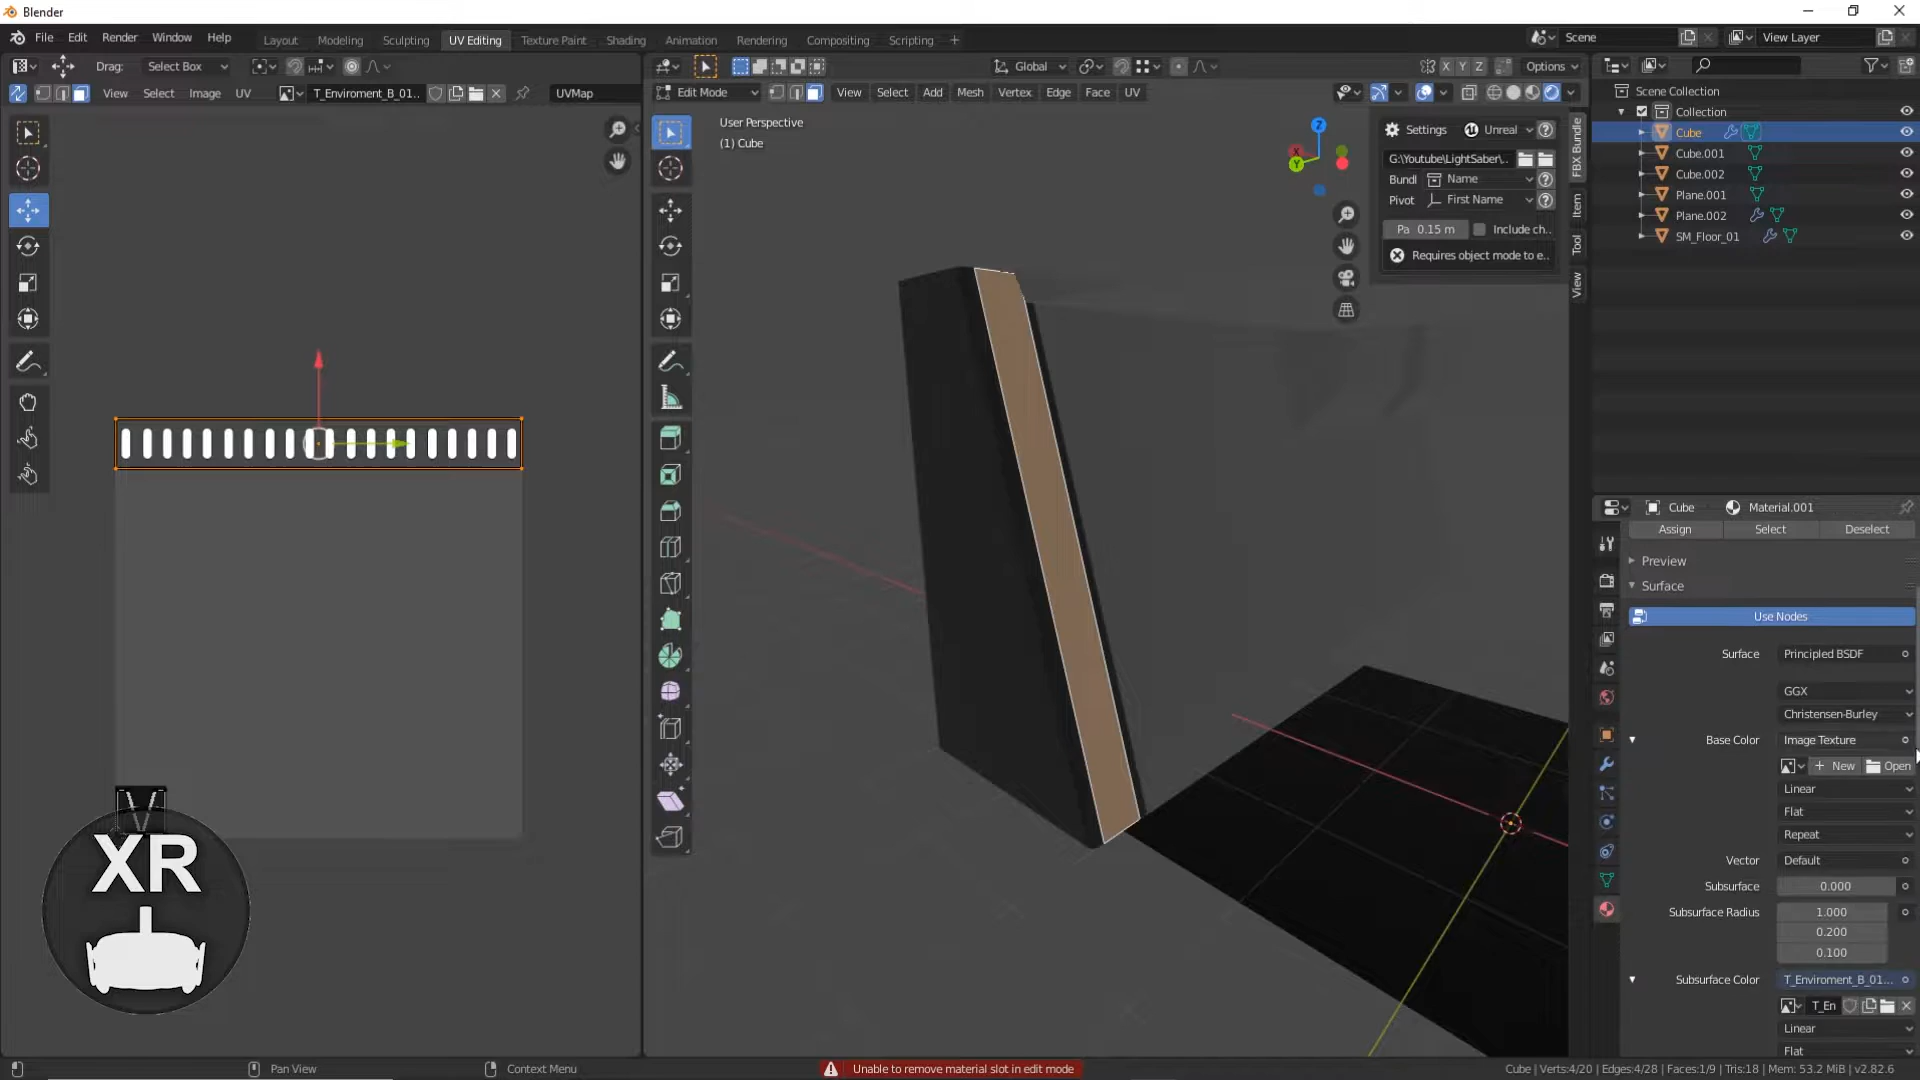 Blender
File Edit Render Window Help
Layout Modeling Sculpting UV Editing Texture Paint Shading Animation Rendering Compositing Scripting +
Scene
View Layer
Drag: Select Box
Global
X Y Z
Options
View Select Image UV
T_Enviroment_B_01..
UVMap
Edit Mode
View Select Add Mesh Vertex Edge Face UV
User Perspective
(1) Cube
Z
X
Y
Settings
Unreal
G:\Youtube\LightSaber\..
Bundl
Name
Pivot
First Name
Pa 0.15 m
Include ch..
Requires object mode to e..
FBX Bundle
Item
Tool
View
Scene Collection
Collection
Cube
Cube.001
Cube.002
Plane.001
Plane.002
SM_Floor_01
Cube
Material.001
Assign
Select
Deselect
Preview
Surface
Use Nodes
Surface
Principled BSDF
GGX
Christensen-Burley
Base Color
Image Texture
New
Open
Linear
Flat
Repeat
Vector
Default
Subsurface
0.000
Subsurface Radius
1.000
0.200
0.100
Subsurface Color
T_Enviroment_B_01...
T_En
Linear
Flat
XR
Pan View
Context Menu
Unable to remove material slot in edit mode
Cube | Verts:4/20 | Edges:4/28 | Faces:1/9 | Tris:18 | Mem: 53.2 MiB | v2.82.6